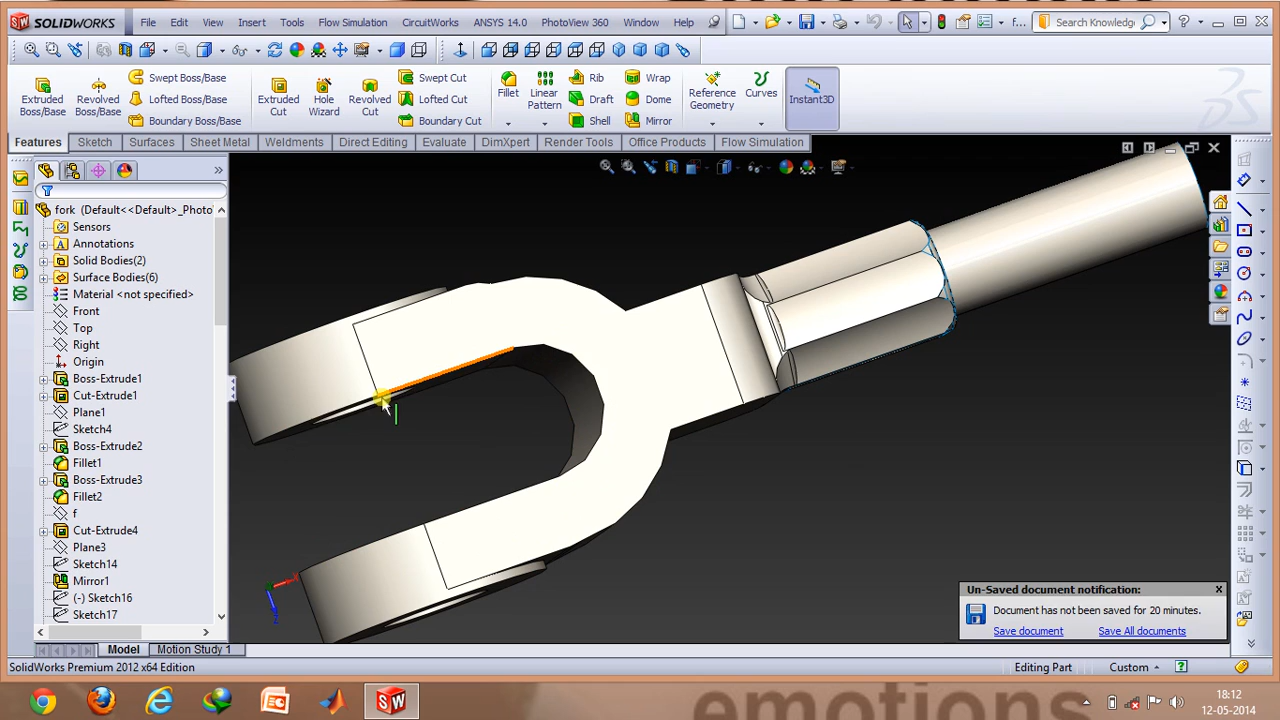 SOLIDWORKS File Edit View Insert Tools Flow Simulation CircuitWorks ANSYS 14.0 PhotoView 360 Window Help f... Search Knowledge
Extruded Boss/Base
Revolved Boss/Base
Swept Boss/Base
Lofted Boss/Base
Boundary Boss/Base
Extruded Cut
Hole Wizard
Revolved Cut
Swept Cut
Lofted Cut
Boundary Cut
Fillet
Linear Pattern
Rib
Draft
Shell
Wrap
Dome
Mirror
Reference Geometry
Curves
Instant3D
Features Sketch Surfaces Sheet Metal Weldments Direct Editing Evaluate DimXpert Render Tools Office Products Flow Simulation
fork (Default<<Default>_Photo
Sensors
Annotations
Solid Bodies(2)
Surface Bodies(6)
Material <not specified>
Front
Top
Right
Origin
Boss-Extrude1
Cut-Extrude1
Plane1
Sketch4
Boss-Extrude2
Fillet1
Boss-Extrude3
Fillet2
f
Cut-Extrude4
Plane3
Sketch14
Mirror1
(-) Sketch16
Sketch17
Un-Saved document notification:
Document has not been saved for 20 minutes.
Save document Save All documents
Model Motion Study 1
SolidWorks Premium 2012 x64 Edition Editing Part Custom
emotions
18:12
12-05-2014